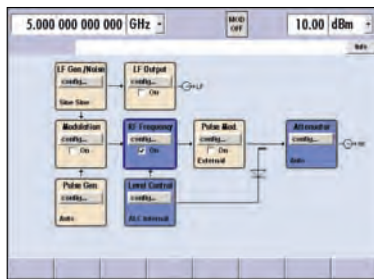 5.000 000 000 000 GHz
MOD
OFF
10.00 dBm
Info
LF Gen./Noise
config...
Sine Sine
LF Output
config...
On
LF
Modulation
config...
On
RF Frequency
config...
On
Pulse Mod.
config...
On
External
Attenuator
config...
Auto
RF
Pulse Gen
config...
Auto
Level Control
config...
ALC Internal